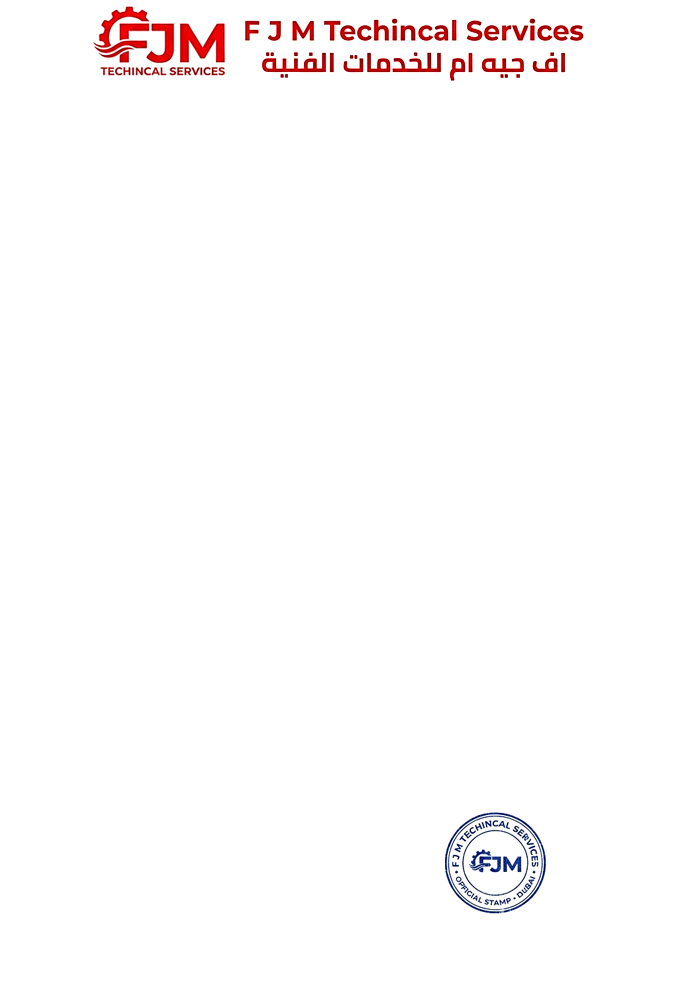 FJM
TECHINCAL SERVICES
F J M Techincal Services
اف جيه ام للخدمات الفنية
F J M TECHINCAL SERVICES
FJM
OFFICIAL STAMP • DUBAI